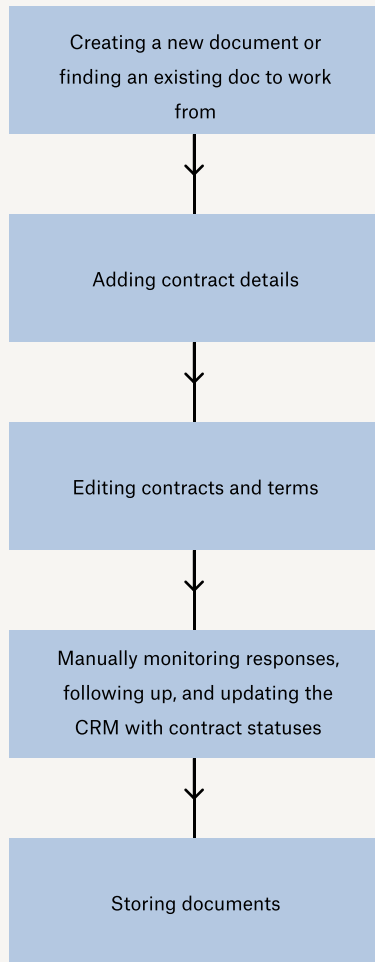 Creating a new document or
finding an existing doc to work
from
Adding contract details
Editing contracts and terms
Manually monitoring responses,
following up, and updating the
CRM with contract statuses
Storing documents